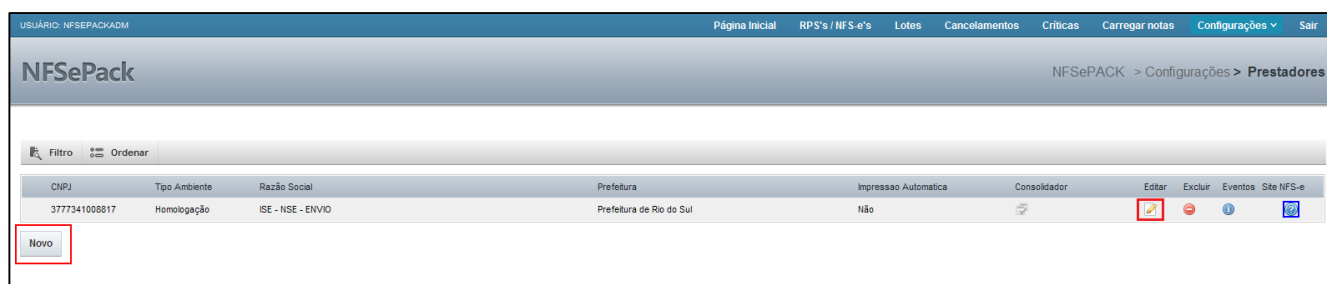 USUÁRIO: NFSEPACKADM Página Inicial RPS's / NFS-e's Lotes Cancelamentos Críticas Carregar notas Configurações Sair
NFSePack NFSePACK > Configurações > Prestadores
Filtro Ordenar
CNPJ Tipo Ambiente Razão Social Prefeitura Impressao Automatica Consolidador Editar Excluir Eventos Site NFS-e
3777341008817 Homologação ISE - NSE - ENVIO Prefeitura de Rio do Sul Não
Novo